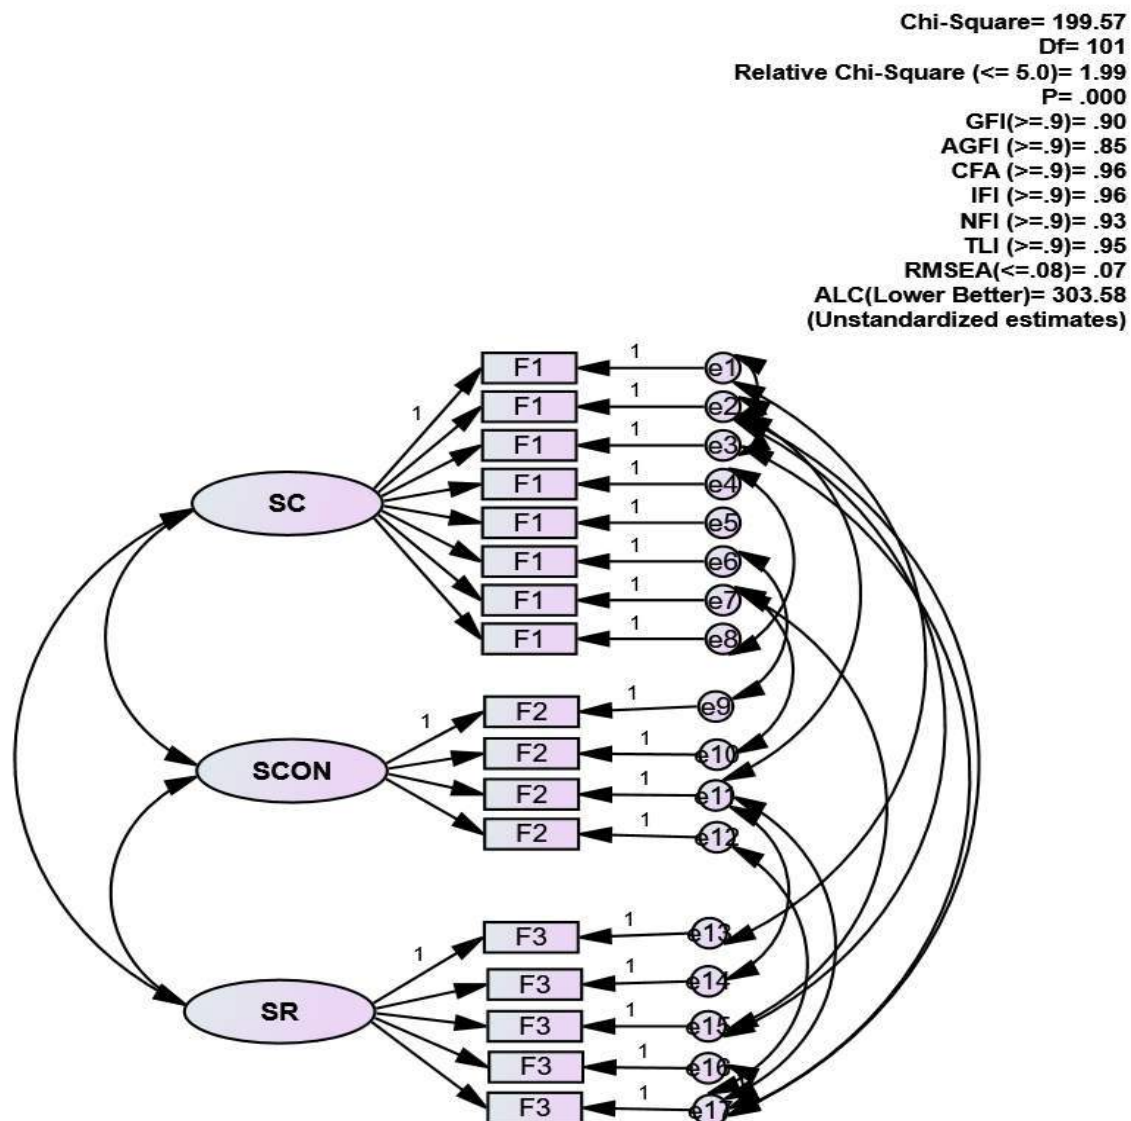 Chi-Square= 199.57
Df= 101
Relative Chi-Square (<= 5.0)= 1.99
P= .000
GFI(>=.9)= .90
AGFI (>=.9)= .85
CFA (>=.9)= .96
IFI (>=.9)= .96
NFI (>=.9)= .93
TLI (>=.9)= .95
RMSEA(<=.08)= .07
ALC(Lower Better)= 303.58
(Unstandardized estimates)
F1 1 e1
1 F1 1 e2
F1 1 e3
F1 1 e4
SC
F1 1 e5
F1 1 e6
F1 1 e7
F1 1 e8
1 F2 1 e9
F2 1 e10
SCON
F2 1 e11
F2 1 e12
1 F3 1 e13
F3 1 e14
SR
F3 1 e15
F3 1 e16
F3 1 e17